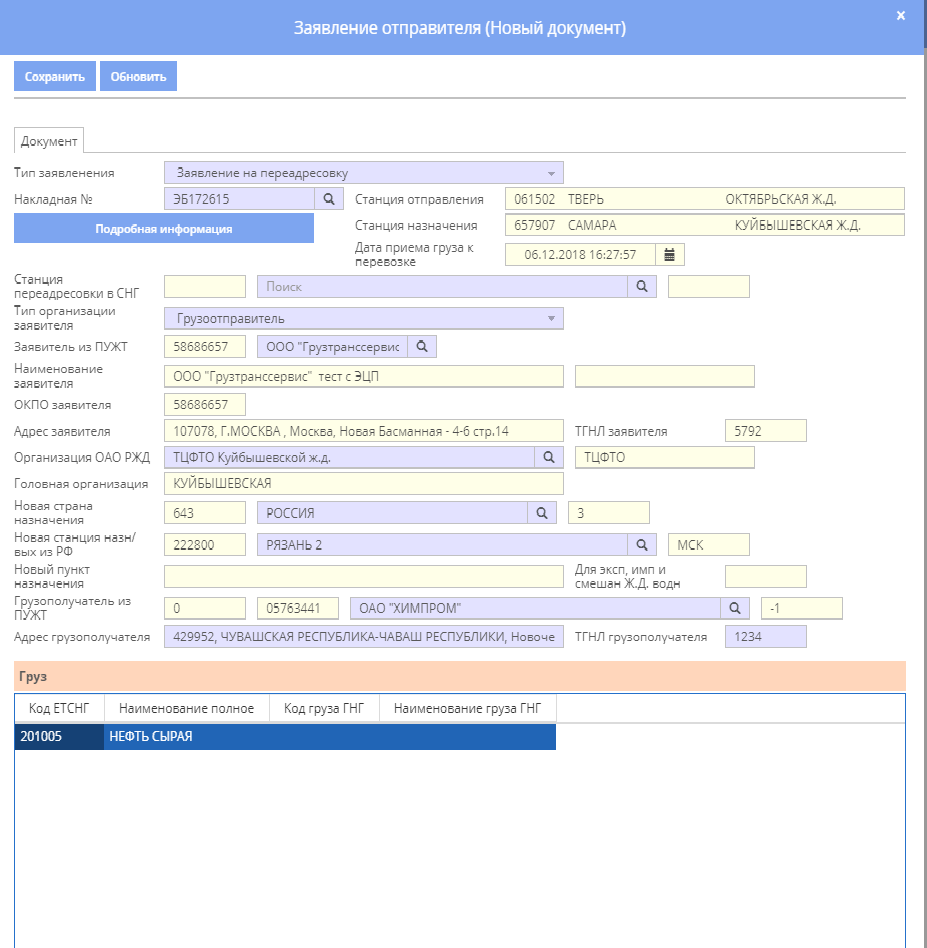 Заявление отправителя (Новый документ)
x
Сохранить Обновить
Документ
Тип заявленения Заявление на переадресовку
Накладная № ЭБ172615 Станция отправления 061502 ТВЕРЬ ОКТЯБРЬСКАЯ Ж.Д.
Подробная информация Станция назначения 657907 САМАРА КУЙБЫШЕВСКАЯ Ж.Д.
Дата приема груза к
перевозке 06.12.2018 16:27:57
Станция
переадресовки в СНГ Поиск
Тип организации
заявителя Грузоотправитель
Заявитель из ПУЖТ 58686657 ООО "Грузтранссервис
Наименование
заявителя ООО "Грузтранссервис" тест с ЭЦП
ОКПО заявителя 58686657
Адрес заявителя 107078, Г.МОСКВА , Москва, Новая Басманная - 4-6 стр.14 ТГНЛ заявителя 5792
Организация ОАО РЖД ТЦФТО Куйбышевской ж.д. ТЦФТО
Головная организация КУЙБЫШЕВСКАЯ
Новая страна
назначения 643 РОССИЯ 3
Новая станция назн/
вых из РФ 222800 РЯЗАНЬ 2 МСК
Новый пункт
назначения Для эксп, имп и
смешан Ж.Д. водн
Грузополучатель из
ПУЖТ 0 05763441 ОАО "ХИМПРОМ" -1
Адрес грузополучателя 429952, ЧУВАШСКАЯ РЕСПУБЛИКА-ЧАВАШ РЕСПУБЛИКИ, Новоче ТГНЛ грузополучателя 1234
Груз
Код ЕТСНГ Наименование полное Код груза ГНГ Наименование груза ГНГ
201005 НЕФТЬ СЫРАЯ